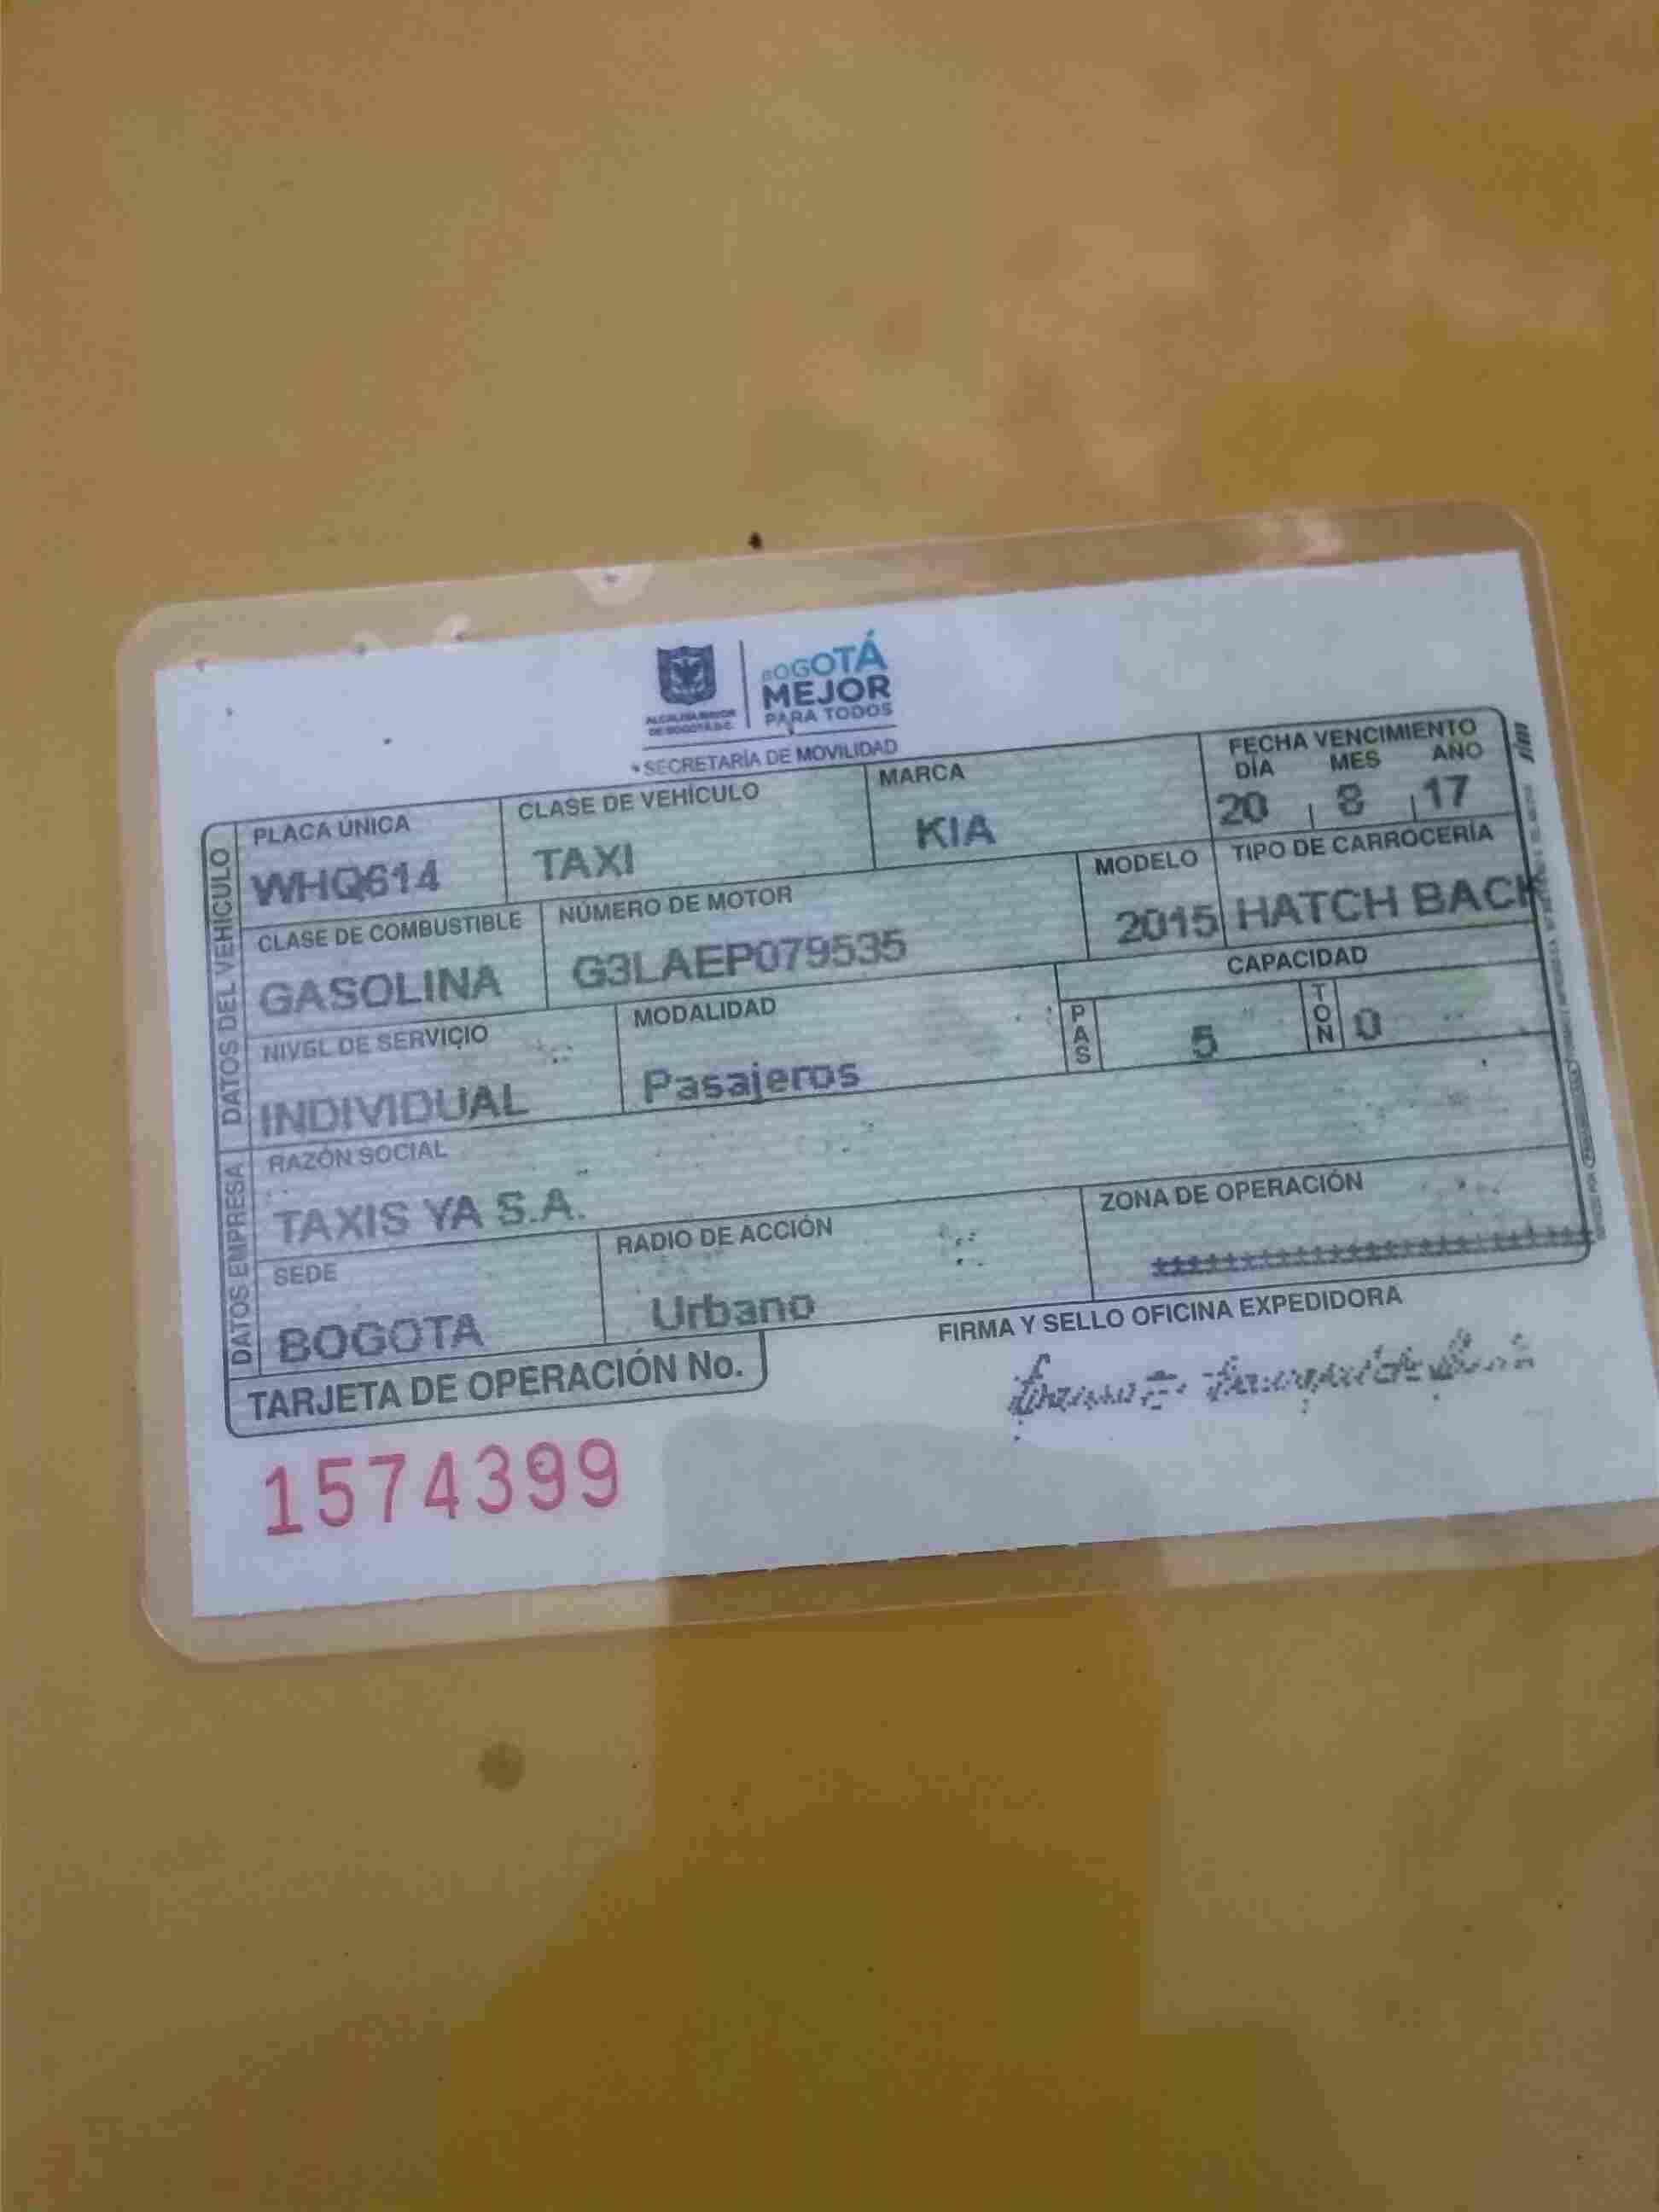 BOGOTÁ
MEJOR
PARA TODOS
ALCALDÍA MAYOR
DE BOGOTÁ D.C.
SECRETARÍA DE MOVILIDAD
DATOS DEL VEHÍCULO
PLACA ÚNICA
WHQ614
CLASE DE VEHÍCULO
TAXI
MARCA
KIA
FECHA VENCIMIENTO
DÍA MES AÑO
20 8 17
CLASE DE COMBUSTIBLE
GASOLINA
NÚMERO DE MOTOR
G3LAEP079535
MODELO
2015
TIPO DE CARROCERÍA
HATCH BACK
NIVEL DE SERVICIO
INDIVIDUAL
MODALIDAD
Pasajeros
CAPACIDAD
PAS 5 TON 0
DATOS EMPRESA
RAZÓN SOCIAL
TAXIS YA S.A.
SEDE
BOGOTA
RADIO DE ACCIÓN
Urbano
ZONA DE OPERACIÓN
TARJETA DE OPERACIÓN No.
1574399
FIRMA Y SELLO OFICINA EXPEDIDORA